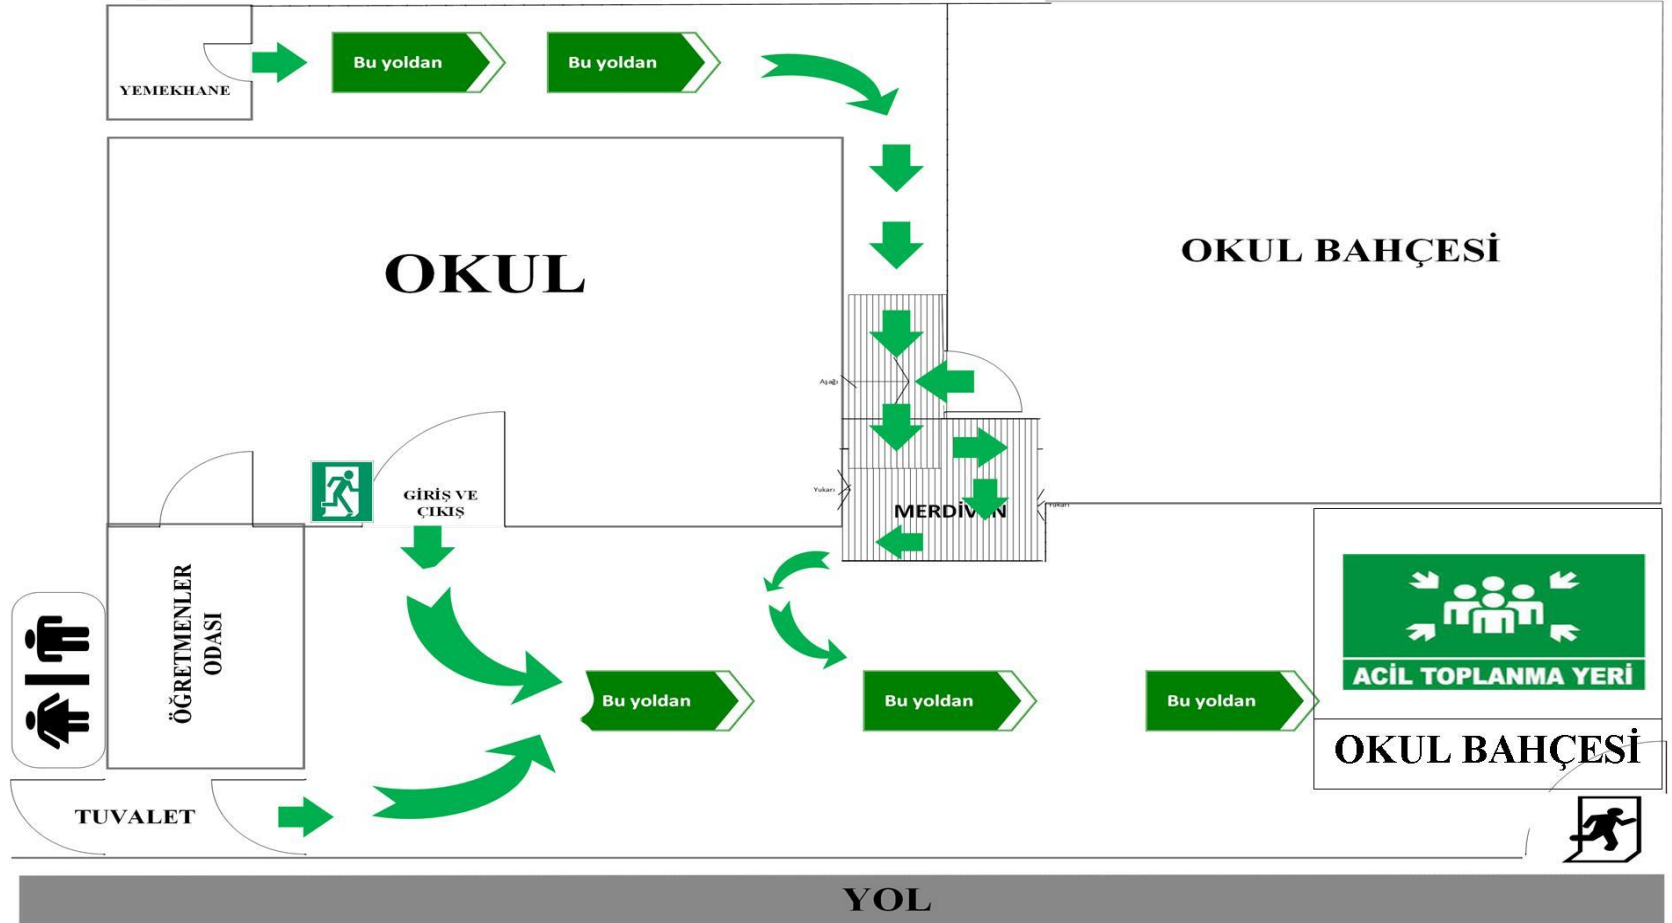 Bu yoldan
Bu yoldan
YEMEKHANE
OKUL
OKUL BAHÇESİ
Aşağı
GİRİŞ VE
ÇIKIŞ
Yukarı
MERDİVEN
Yukarı
ÖĞRETMENLER
ODASI
ACİL TOPLANMA YERİ
Bu yoldan
Bu yoldan
Bu yoldan
OKUL BAHÇESİ
TUVALET
YOL